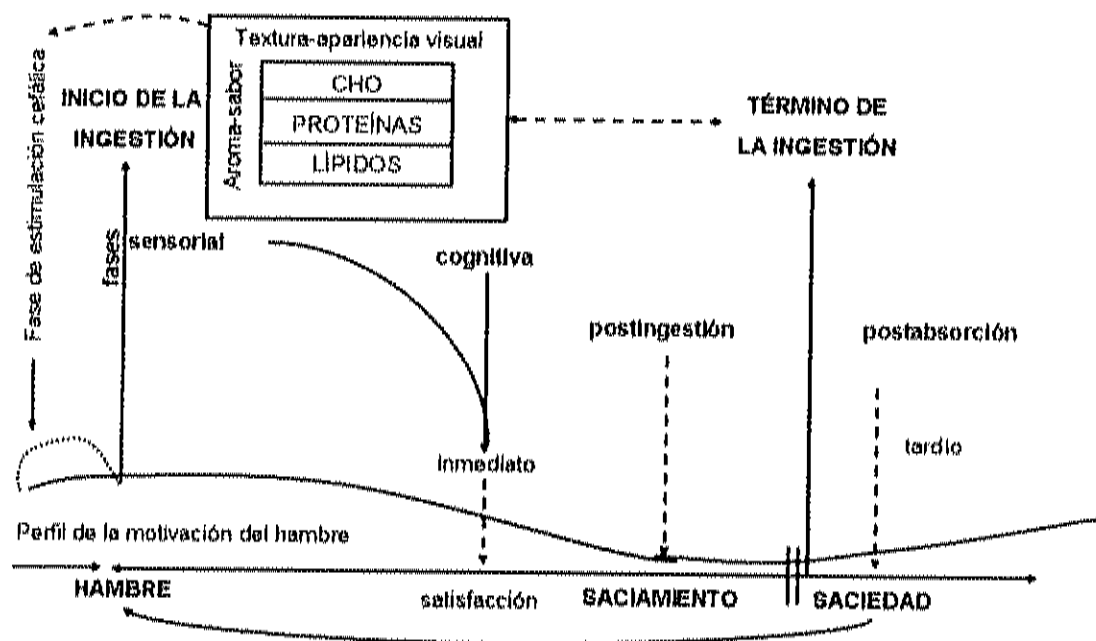 Textura-apariencia visual
Aroma-sabor
CHO
PROTEÍNAS
LÍPIDOS
Fase de estimulación cefálica
INICIO DE LA
INGESTIÓN
TÉRMINO DE
LA INGESTIÓN
fases
sensorial
cognitiva
postingestión
postabsorción
inmediato
tardío
Perfil de la motivación del hambre
HAMBRE
satisfacción
SACIAMIENTO
SACIEDAD